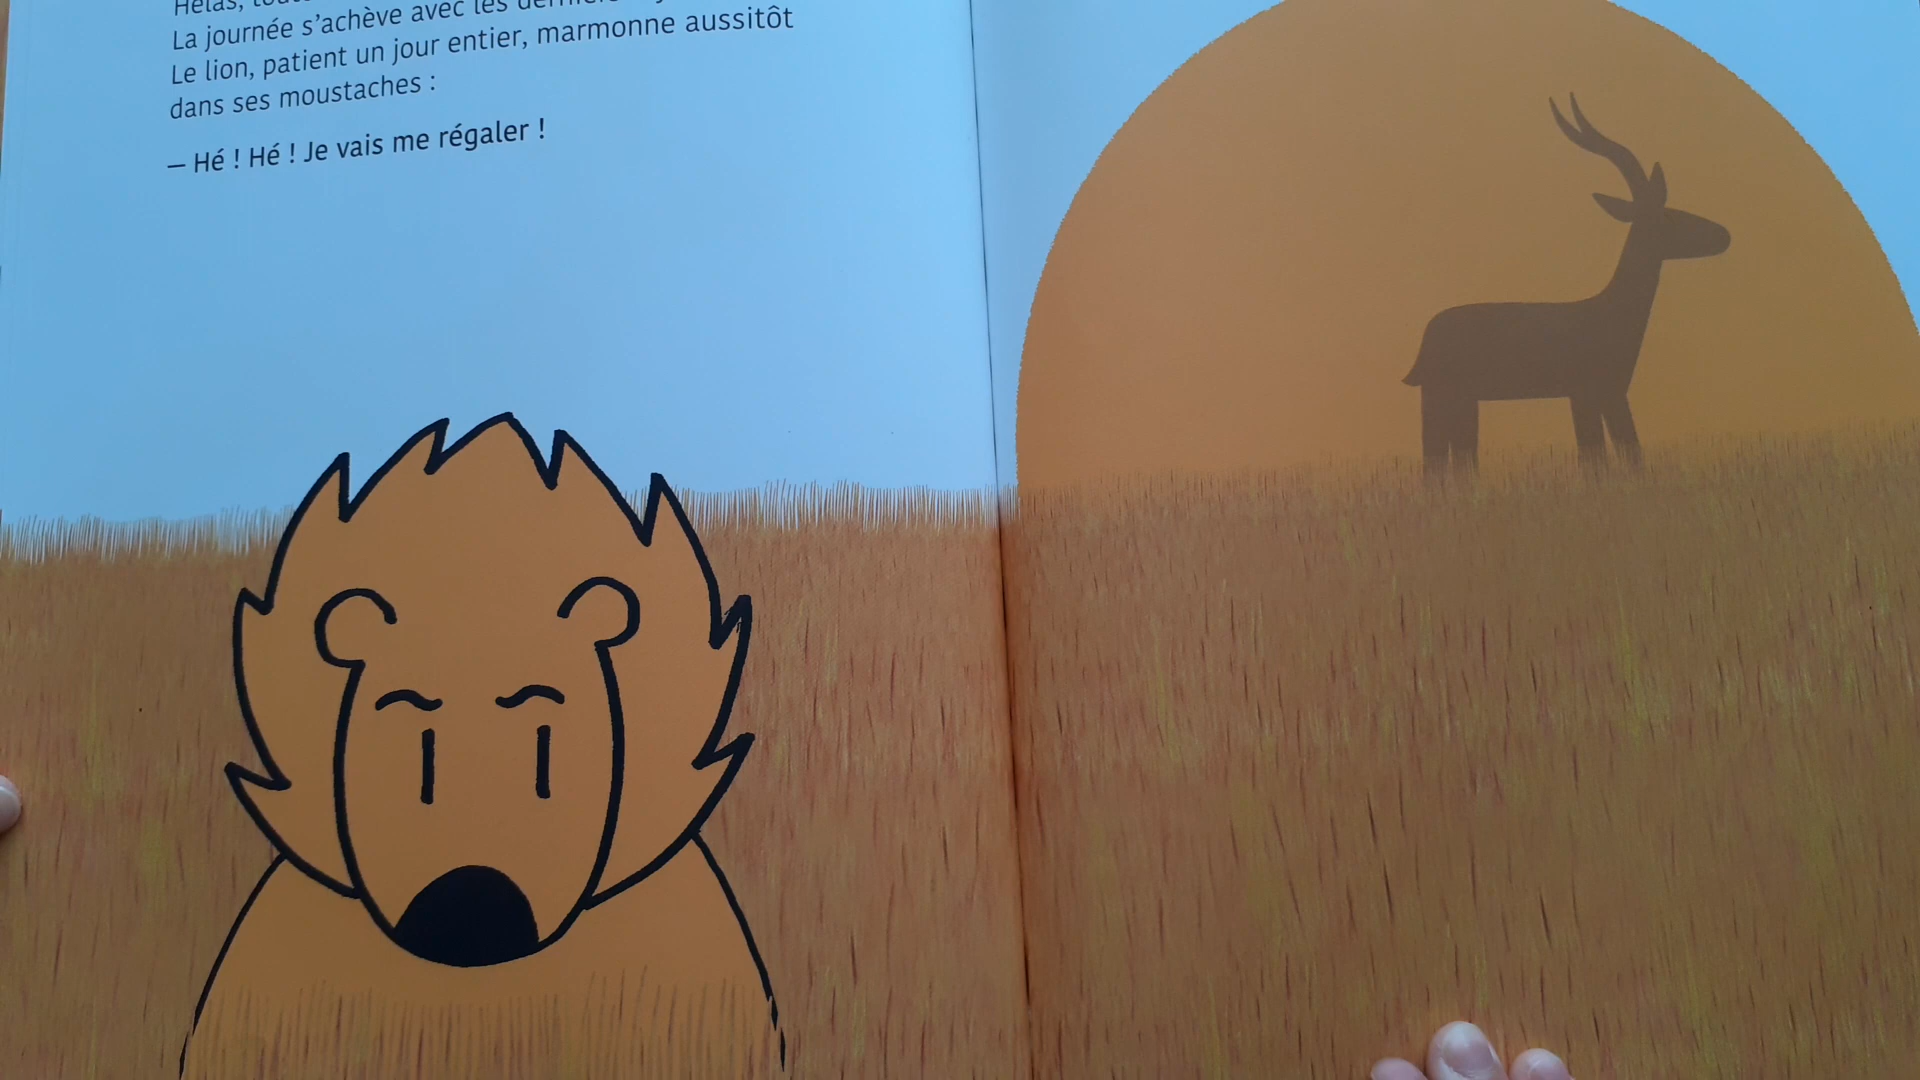 Hélas,
La journée s'achève avec les
Le lion, patient un jour entier, marmonne aussitôt
dans ses moustaches :
– Hé ! Hé ! Je vais me régaler !